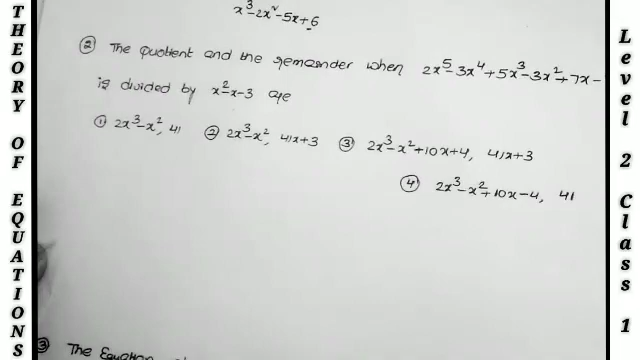 THEORY OF EQUATIONS
x³-2x²-5x+6
② The quotient and the remainder when 2x⁵-3x⁴+5x³-3x²+7x-
is divided by x²-x-3 are
① 2x³-x², 41 ② 2x³-x², 41x+3 ③ 2x³-x²+10x+4, 41x+3
④ 2x³-x²+10x-4, 41
③ The Equation
Level 2 Class 1